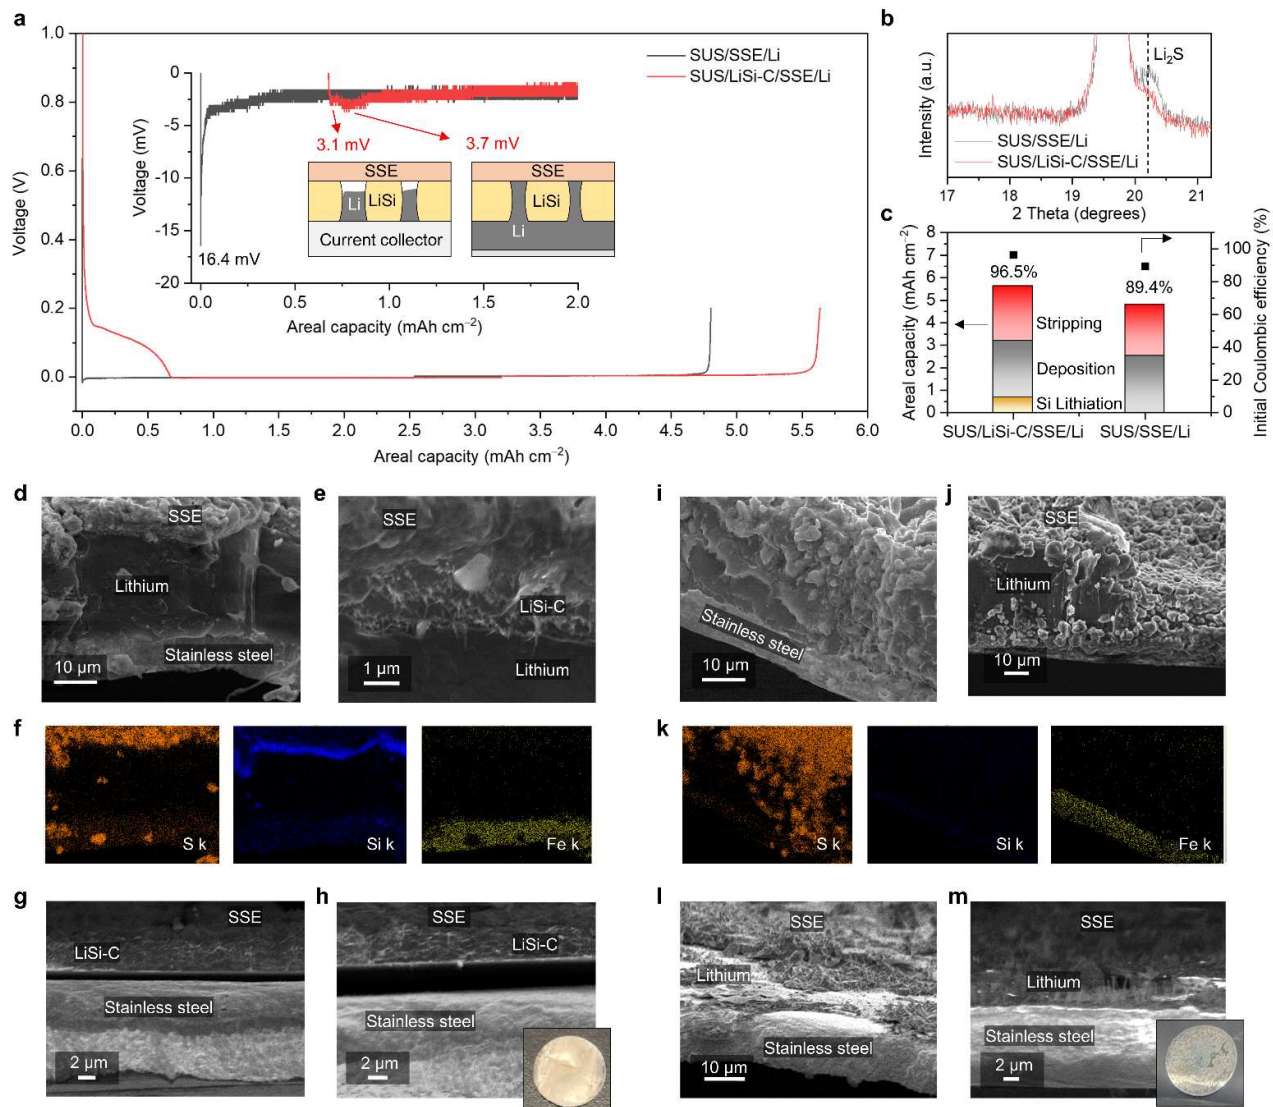 a
1.0
0.8
0.6
0.4
0.2
0.0
Voltage (V)
0.0
0.5
1.0
1.5
2.0
2.5
3.0
3.5
4.0
4.5
5.0
5.5
6.0
Areal capacity (mAh cm⁻²)
SUS/SSE/Li
SUS/LiSi-C/SSE/Li
0
-5
-10
-15
-20
Voltage (mV)
0.0
0.5
1.0
1.5
2.0
Areal capacity (mAh cm⁻²)
16.4 mV
3.1 mV
3.7 mV
SSE
Li
LiSi
Current collector
SSE
LiSi
Li
b
Intensity (a.u.)
Li₂S
SUS/SSE/Li
SUS/LiSi-C/SSE/Li
17
18
19
20
21
2 Theta (degrees)
c
8
7
6
5
4
3
2
1
0
Areal capacity (mAh cm⁻²)
96.5%
89.4%
Stripping
Deposition
Si Lithiation
100
80
60
40
20
0
Initial Coulombic efficiency (%)
SUS/LiSi-C/SSE/Li
SUS/SSE/Li
d
SSE
Lithium
Stainless steel
10 μm
e
SSE
LiSi-C
Lithium
1 μm
i
Stainless steel
10 μm
j
SSE
Lithium
10 μm
f
S k
Si k
Fe k
k
S k
Si k
Fe k
g
SSE
LiSi-C
Stainless steel
2 μm
h
SSE
LiSi-C
Stainless steel
2 μm
l
SSE
Lithium
Stainless steel
10 μm
m
SSE
Lithium
Stainless steel
2 μm